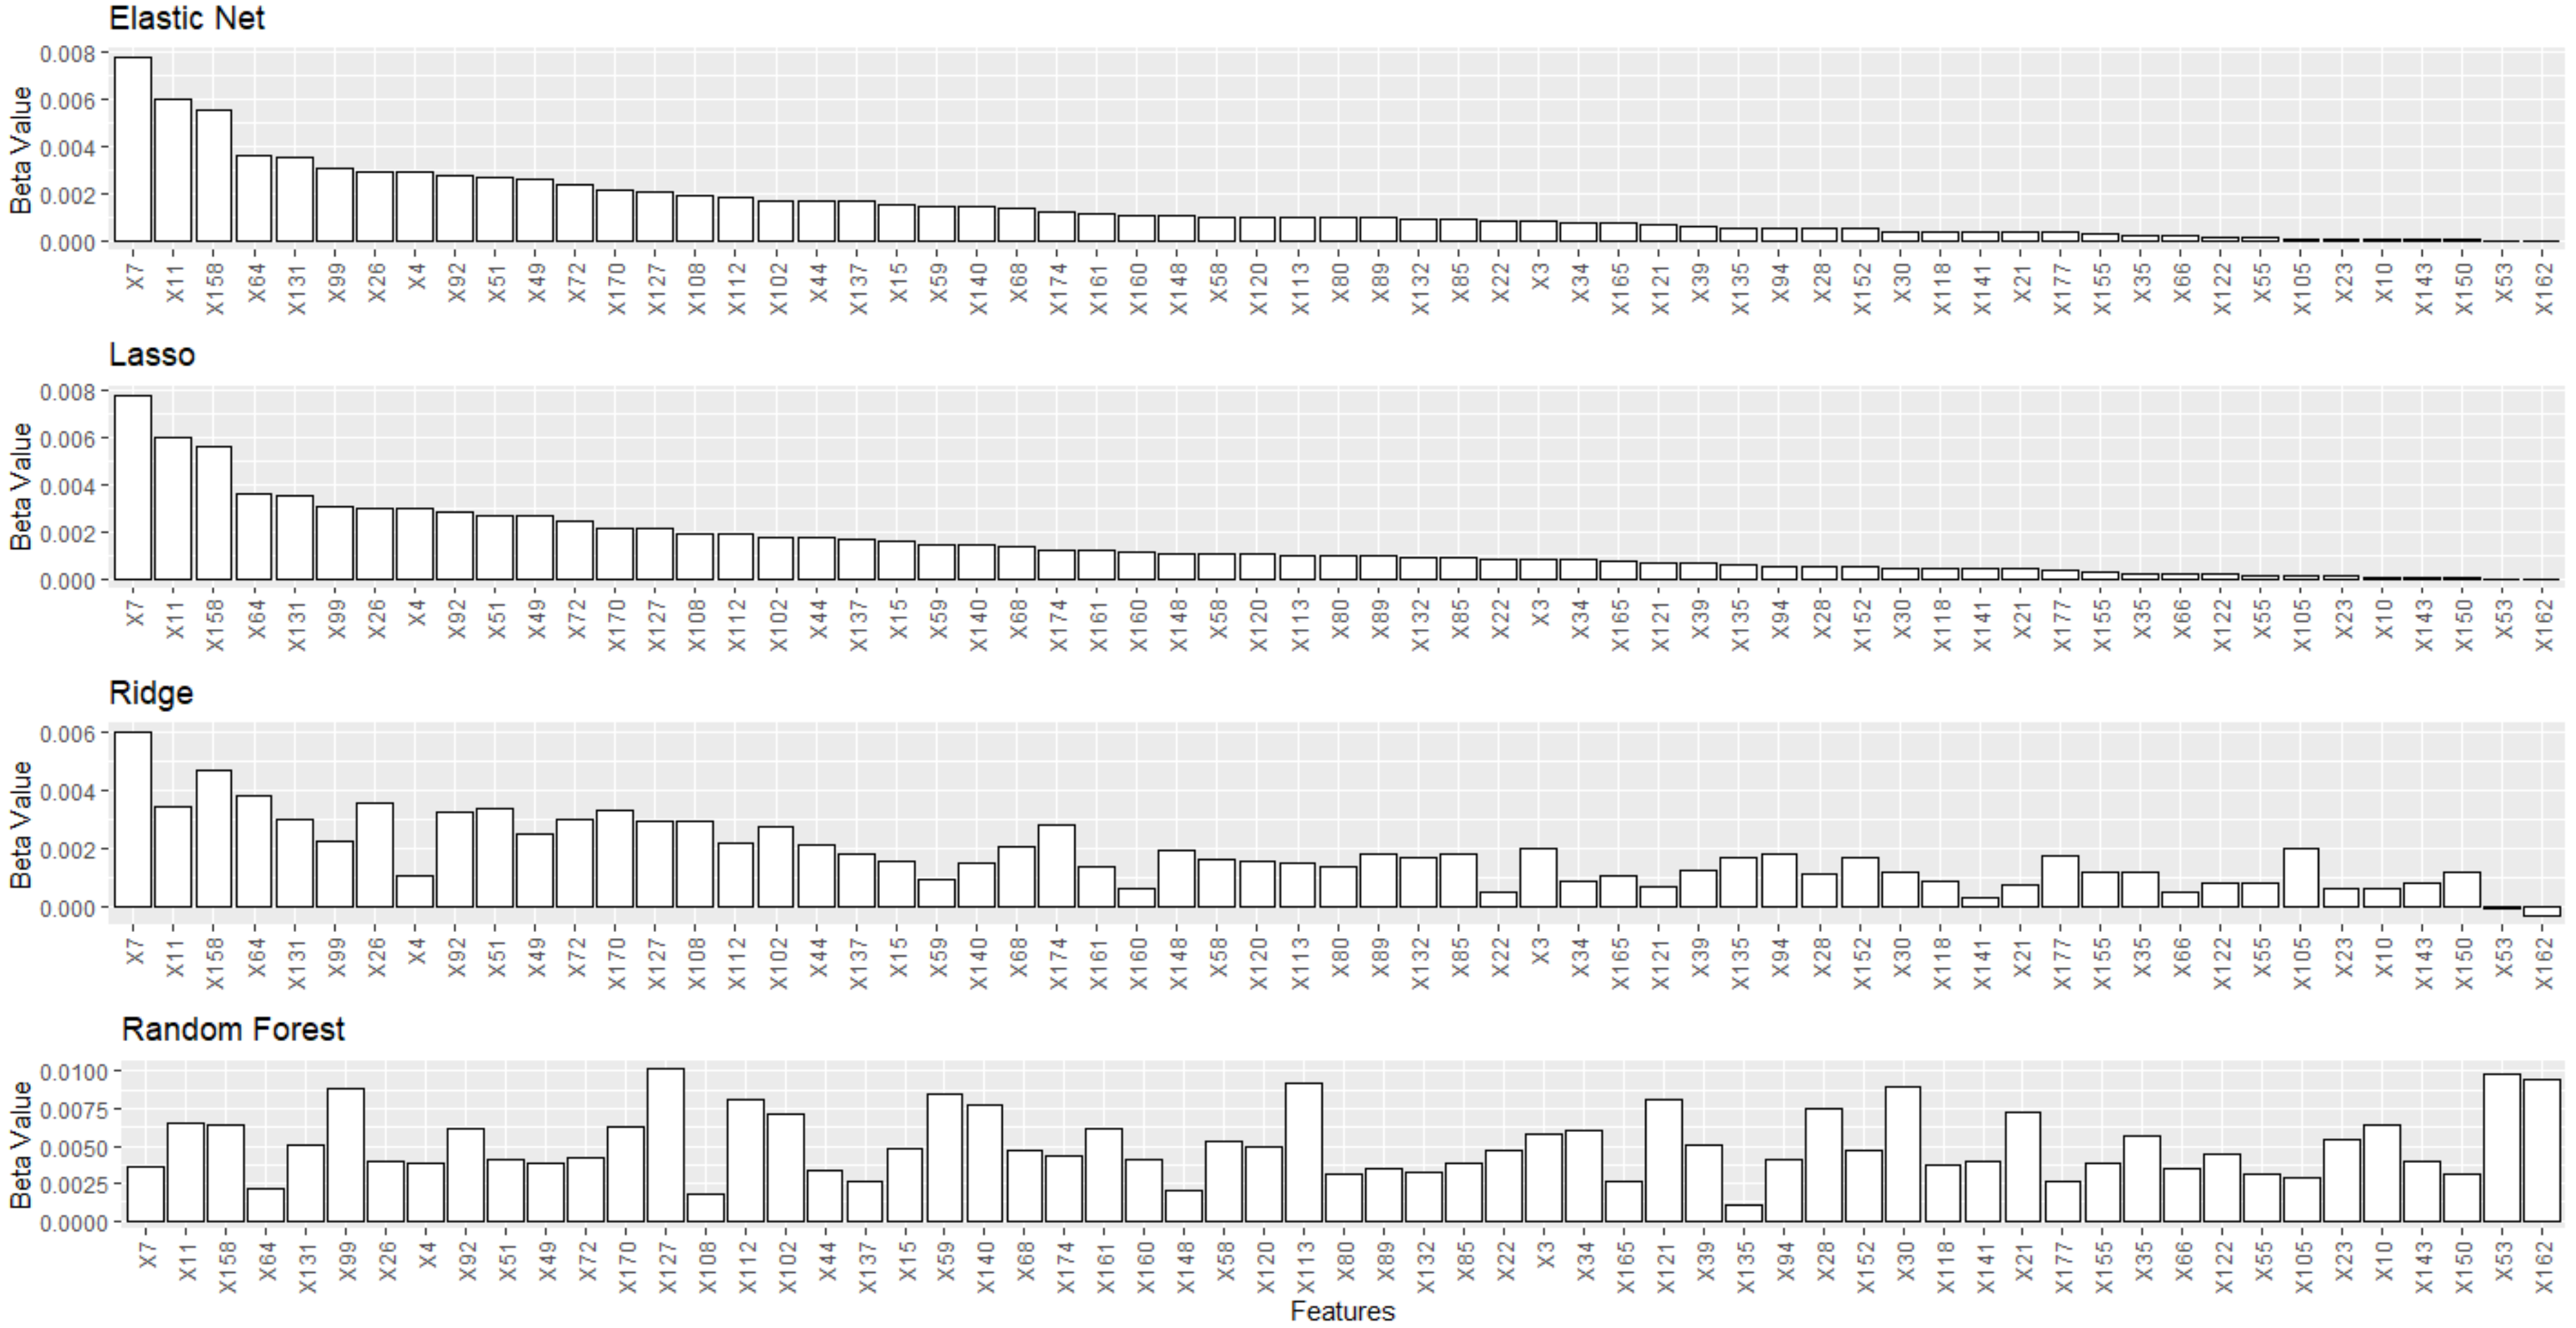 Elastic Net
Beta Value
0.008
0.006
0.004
0.002
0.000
X7 X11 X158 X64 X131 X99 X26 X4 X92 X51 X49 X72 X170 X127 X108 X112 X102 X44 X137 X15 X59 X140 X68 X174 X161 X160 X148 X58 X120 X113 X80 X89 X132 X85 X22 X3 X34 X165 X121 X39 X135 X94 X28 X152 X30 X118 X141 X21 X177 X155 X35 X66 X122 X55 X105 X23 X10 X143 X150 X53 X162
Lasso
Beta Value
0.008
0.006
0.004
0.002
0.000
X7 X11 X158 X64 X131 X99 X26 X4 X92 X51 X49 X72 X170 X127 X108 X112 X102 X44 X137 X15 X59 X140 X68 X174 X161 X160 X148 X58 X120 X113 X80 X89 X132 X85 X22 X3 X34 X165 X121 X39 X135 X94 X28 X152 X30 X118 X141 X21 X177 X155 X35 X66 X122 X55 X105 X23 X10 X143 X150 X53 X162
Ridge
Beta Value
0.006
0.004
0.002
0.000
X7 X11 X158 X64 X131 X99 X26 X4 X92 X51 X49 X72 X170 X127 X108 X112 X102 X44 X137 X15 X59 X140 X68 X174 X161 X160 X148 X58 X120 X113 X80 X89 X132 X85 X22 X3 X34 X165 X121 X39 X135 X94 X28 X152 X30 X118 X141 X21 X177 X155 X35 X66 X122 X55 X105 X23 X10 X143 X150 X53 X162
Random Forest
Beta Value
0.0100
0.0075
0.0050
0.0025
0.0000
X7 X11 X158 X64 X131 X99 X26 X4 X92 X51 X49 X72 X170 X127 X108 X112 X102 X44 X137 X15 X59 X140 X68 X174 X161 X160 X148 X58 X120 X113 X80 X89 X132 X85 X22 X3 X34 X165 X121 X39 X135 X94 X28 X152 X30 X118 X141 X21 X177 X155 X35 X66 X122 X55 X105 X23 X10 X143 X150 X53 X162
Features